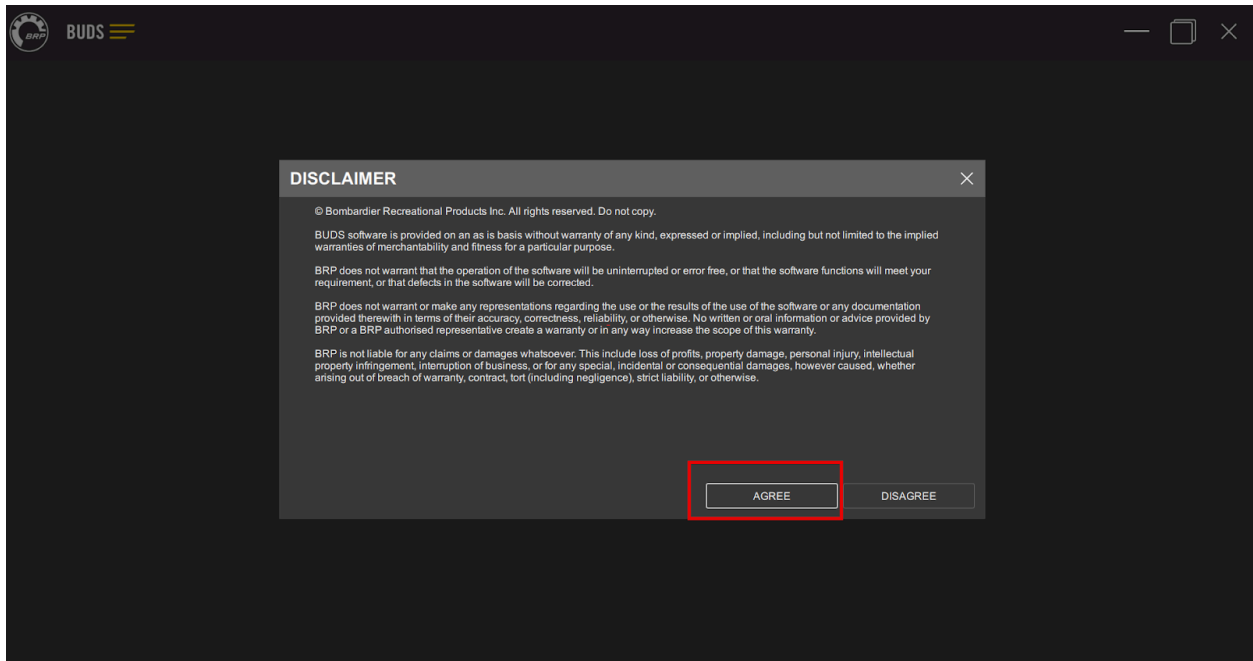 BRP BUDS
DISCLAIMER
© Bombardier Recreational Products Inc. All rights reserved. Do not copy.
BUDS software is provided on an as is basis without warranty of any kind, expressed or implied, including but not limited to the implied
warranties of merchantability and fitness for a particular purpose.
BRP does not warrant that the operation of the software will be uninterrupted or error free, or that the software functions will meet your
requirement, or that defects in the software will be corrected.
BRP does not warrant or make any representations regarding the use or the results of the use of the software or any documentation
provided therewith in terms of their accuracy, correctness, reliability, or otherwise. No written or oral information or advice provided by
BRP or a BRP authorised representative create a warranty or in any way increase the scope of this warranty.
BRP is not liable for any claims or damages whatsoever. This include loss of profits, property damage, personal injury, intellectual
property infringement, interruption of business, or for any special, incidental or consequential damages, however caused, whether
arising out of breach of warranty, contract, tort (including negligence), strict liability, or otherwise.
AGREE DISAGREE